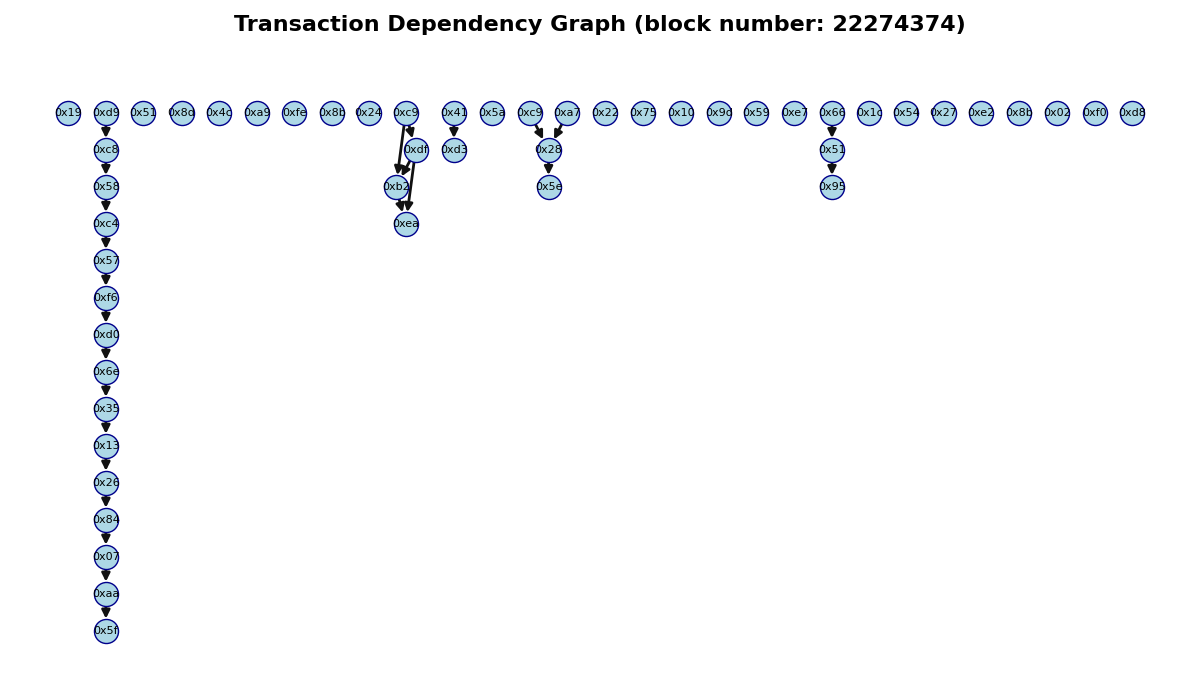 Transaction Dependency Graph (block number: 22274374)
0x19 0xd9 0x51 0x8d 0x4c 0xa9 0xfe 0x8b 0x24 0xc9 0x41 0x5a 0xc9 0xa7 0x22 0x75 0x10 0x9d 0x59 0xe7 0x66 0x1c 0x54 0x27 0xe2 0x8b 0x02 0xf0 0xd8
0xc8 0xdf 0xd3 0x28 0x51
0x58 0xb2 0x5e 0x95
0xc4 0xea
0x57
0xf6
0xd0
0x6e
0x35
0x13
0x26
0x84
0x07
0xaa
0x5f